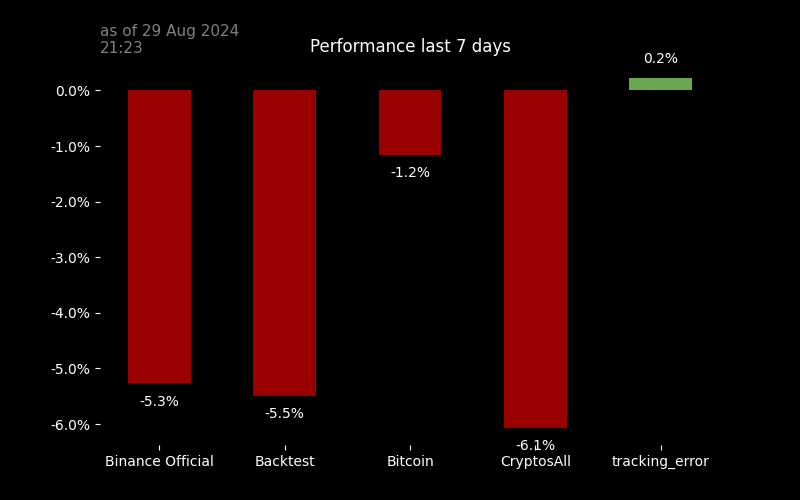 as of 29 Aug 2024
21:23
Performance last 7 days
0.2%
0.0%
-1.0%
-1.2%
-2.0%
-3.0%
-4.0%
-5.0%
-5.3%
-5.5%
-6.0%
-6.1%
Binance Official
Backtest
Bitcoin
CryptosAll
tracking_error